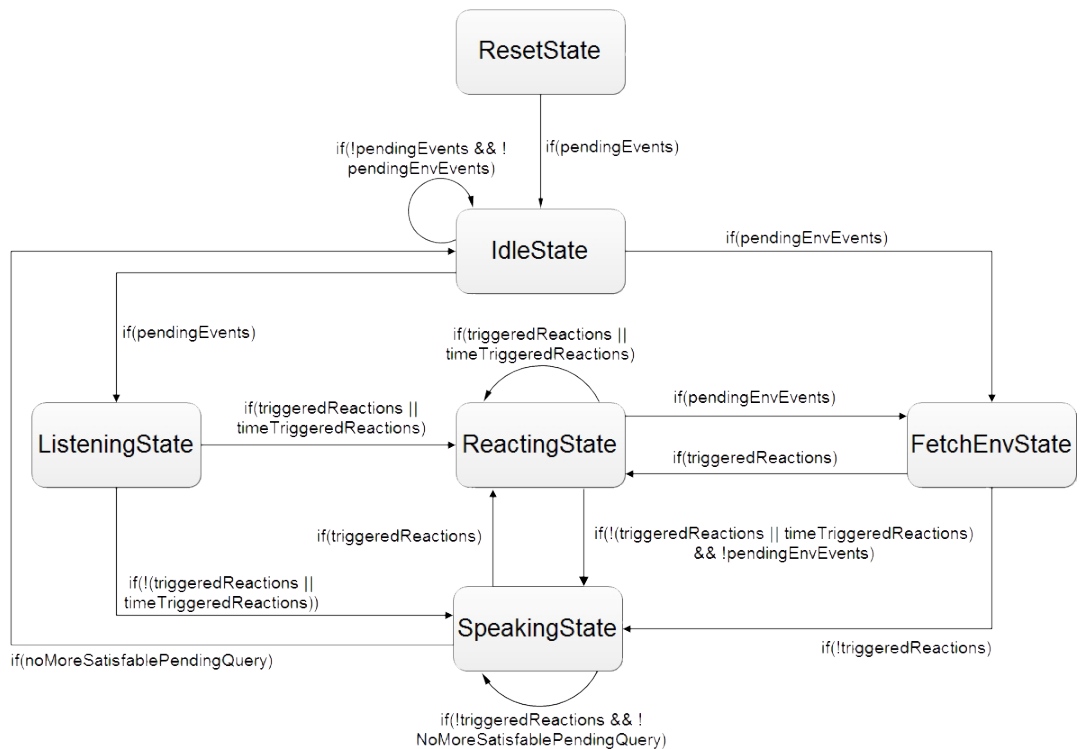 ResetState
if(!pendingEvents && !
pendingEnvEvents)
if(pendingEvents)
IdleState
if(pendingEnvEvents)
if(pendingEvents)
if(triggeredReactions ||
timeTriggeredReactions)
ListeningState
if(triggeredReactions ||
timeTriggeredReactions)
ReactingState
if(pendingEnvEvents)
if(triggeredReactions)
FetchEnvState
if(triggeredReactions)
if(!(triggeredReactions || timeTriggeredReactions)
&& !pendingEnvEvents)
if(!(triggeredReactions ||
timeTriggeredReactions))
SpeakingState
if(!triggeredReactions)
if(noMoreSatisfablePendingQuery)
if(!triggeredReactions && !
NoMoreSatisfablePendingQuery)